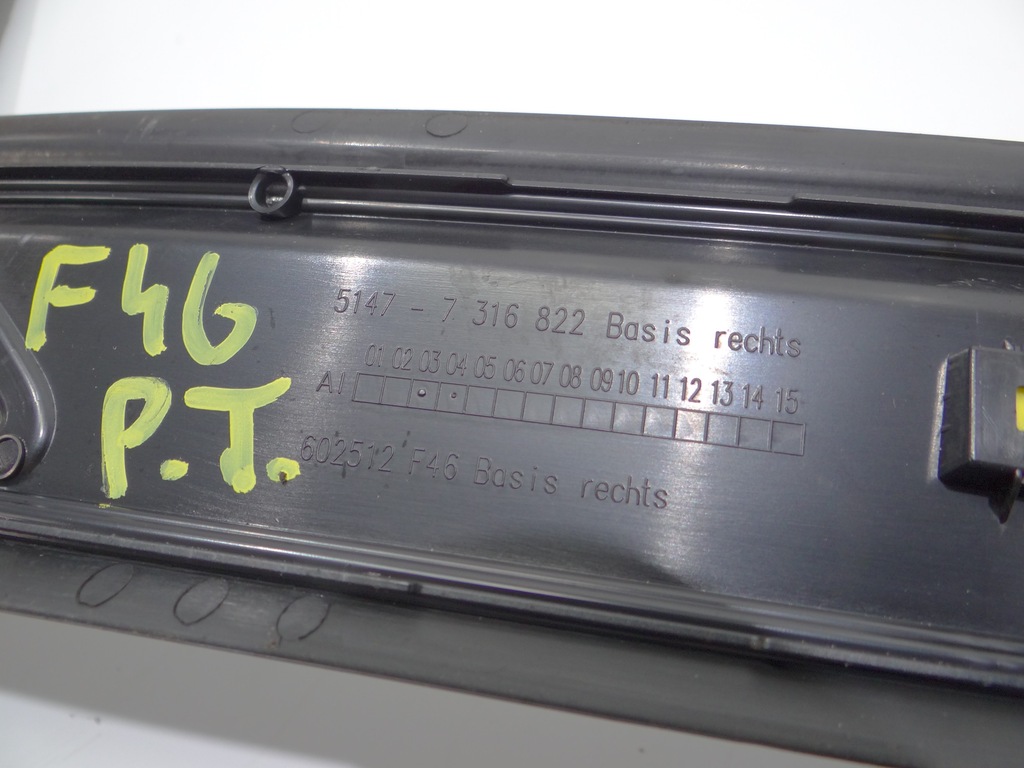 F46
P.T.
5147 - 7 316 822 Basis rechts
01 02 03 04 05 06 07 08 09 10 11 12 13 14 15
AI
602512 F46 Basis rechts